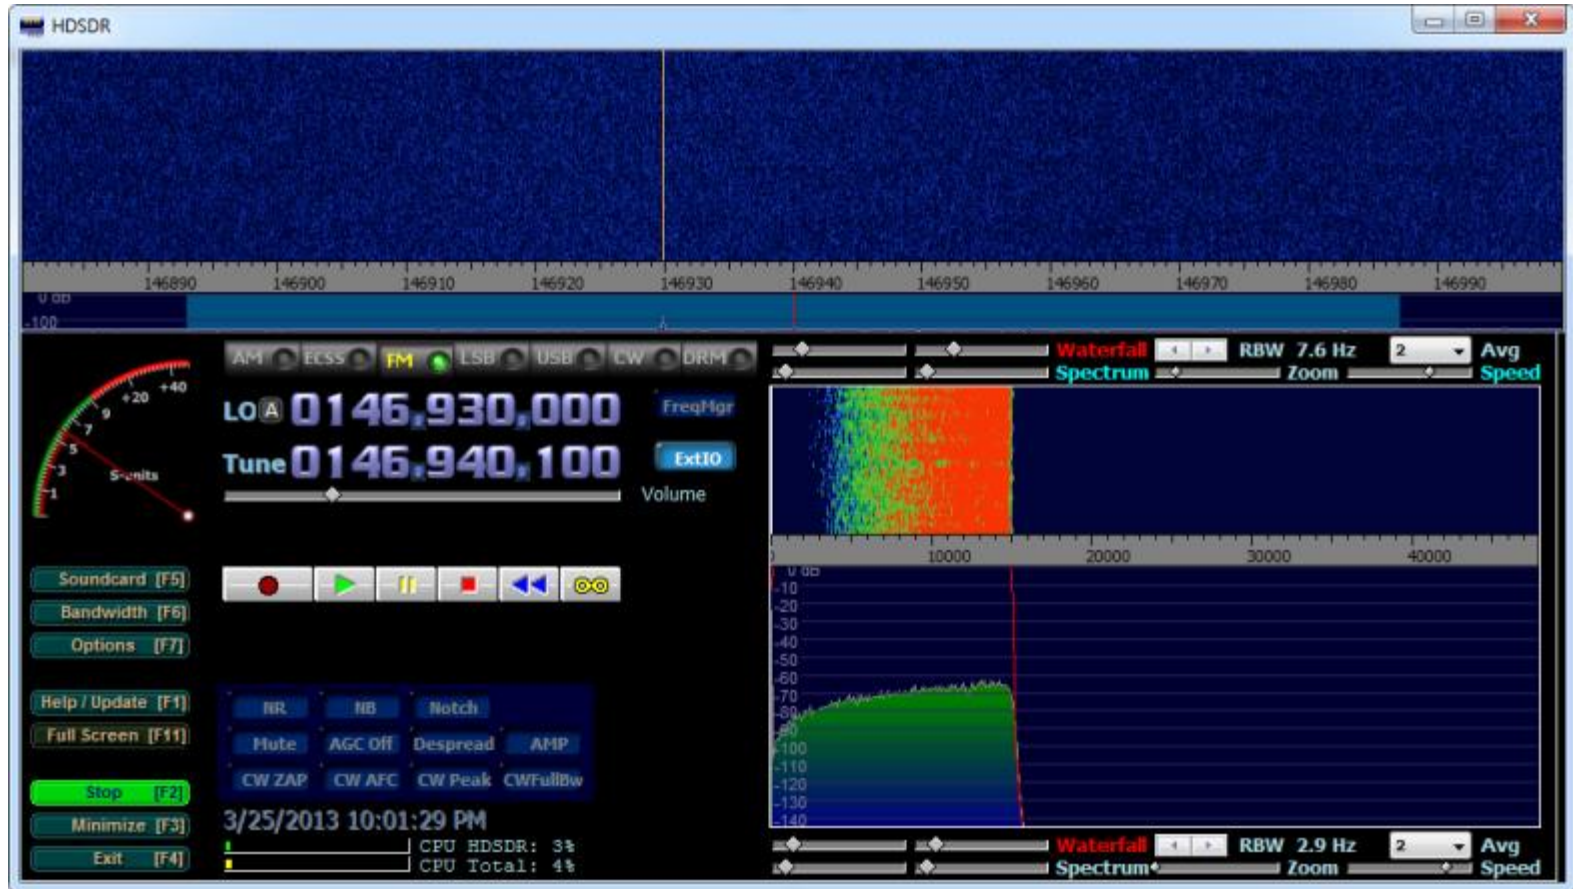 HDSDR
146890 146900 146910 146920 146930 146940 146950 146960 146970 146980 146990
0 dB
-100
AM ECSS FM LSB USB CW DRM
Waterfall RBW 7.6 Hz 2 Avg
Spectrum Zoom Speed
+40
+20
9
7
5
3
1
S-units
LO A 0146.930.000 FreqMgr
Tune 0146.940.100 ExtIO
Volume
10000 20000 30000 40000
0 dB
-10
-20
-30
-40
-50
-60
-70
-80
-90
-100
-110
-120
-130
-140
Soundcard [F5]
Bandwidth [F6]
Options [F7]
Help / Update [F1]
Full Screen [F11]
Stop [F2]
Minimize [F3]
Exit [F4]
NR NB Notch
Mute AGC Off Despread AMP
CW ZAP CW AFC CW Peak CWFullBw
3/25/2013 10:01:29 PM
CPU HDSDR: 3%
CPU Total: 4%
Waterfall RBW 2.9 Hz 2 Avg
Spectrum Zoom Speed